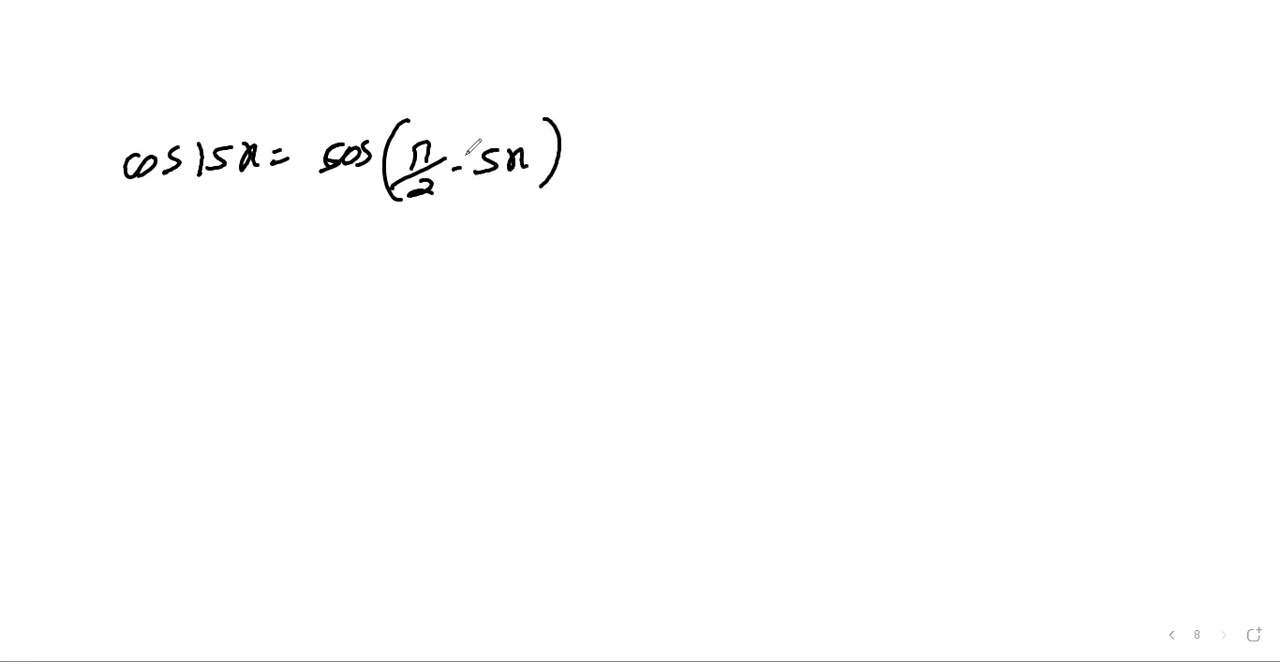 cos 15x = cos(π/2 - 5x)
8